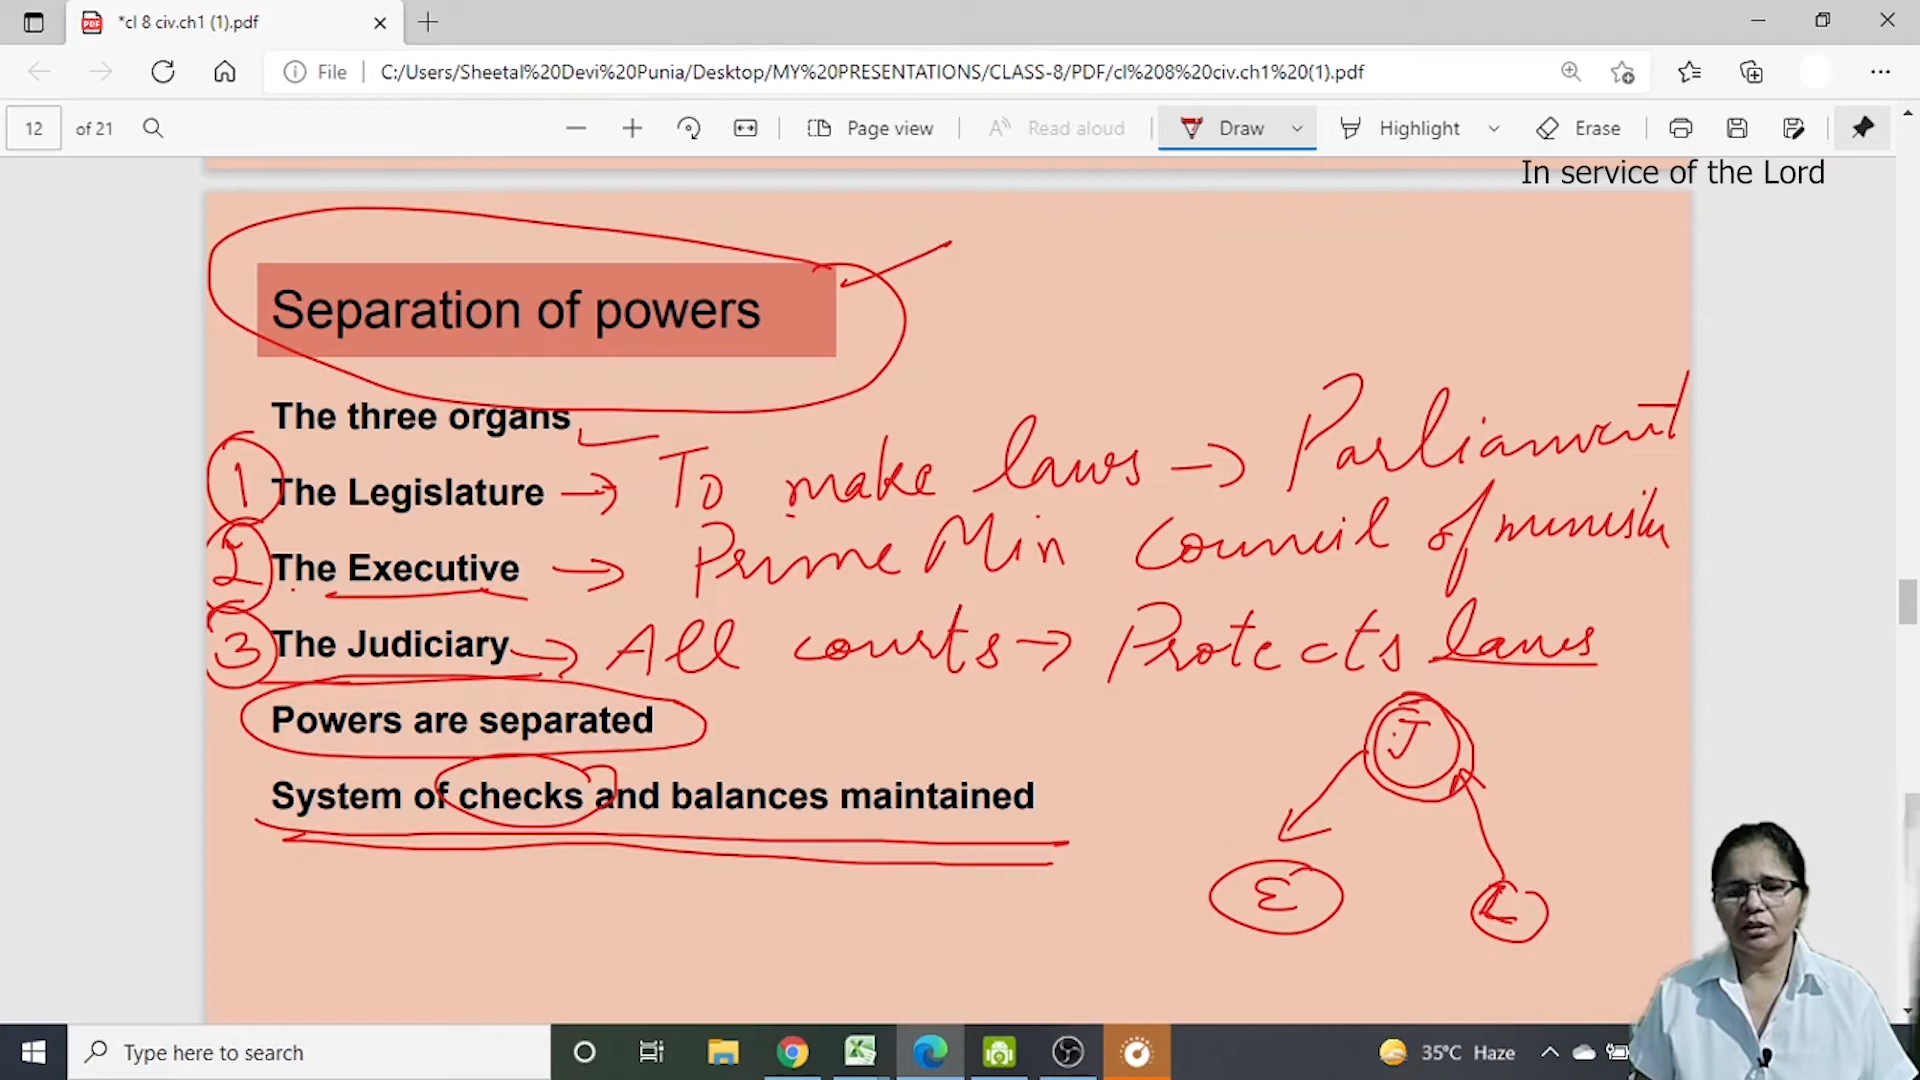 *cl 8 civ.ch1 (1).pdf
File C:/Users/Sheetal%20Devi%20Punia/Desktop/MY%20PRESENTATIONS/CLASS-8/PDF/cl%208%20civ.ch1%20(1).pdf
12 of 21 Page view Read aloud Draw Highlight Erase
In service of the Lord
Separation of powers
The three organs
1 The Legislature → To make laws → Parliament
2 The Executive → Prime Min Council of minister
3 The Judiciary → All courts → Protects laws
Powers are separated
J
System of checks and balances maintained
E L
Type here to search 35°C Haze